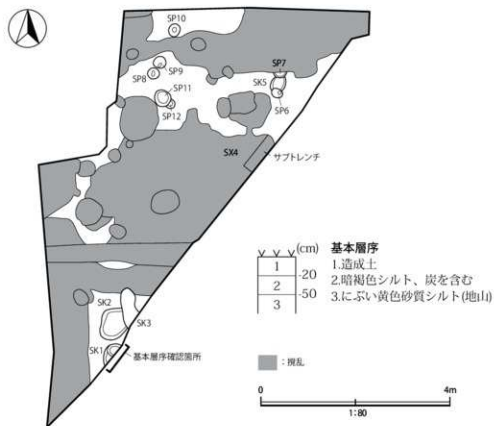 SP10
SP7
SP9
SP8
SK5
SP11
SP6
SP12
SX4
サブトレンチ
(cm)
基本層序
1
-20
2
-50
3
1.造成土
2.暗褐色シルト、炭を含む
3.にぶい黄色砂質シルト(地山)
SK2
SK3
SK1
基本層序確認箇所
:撹乱
0
4m
1:80